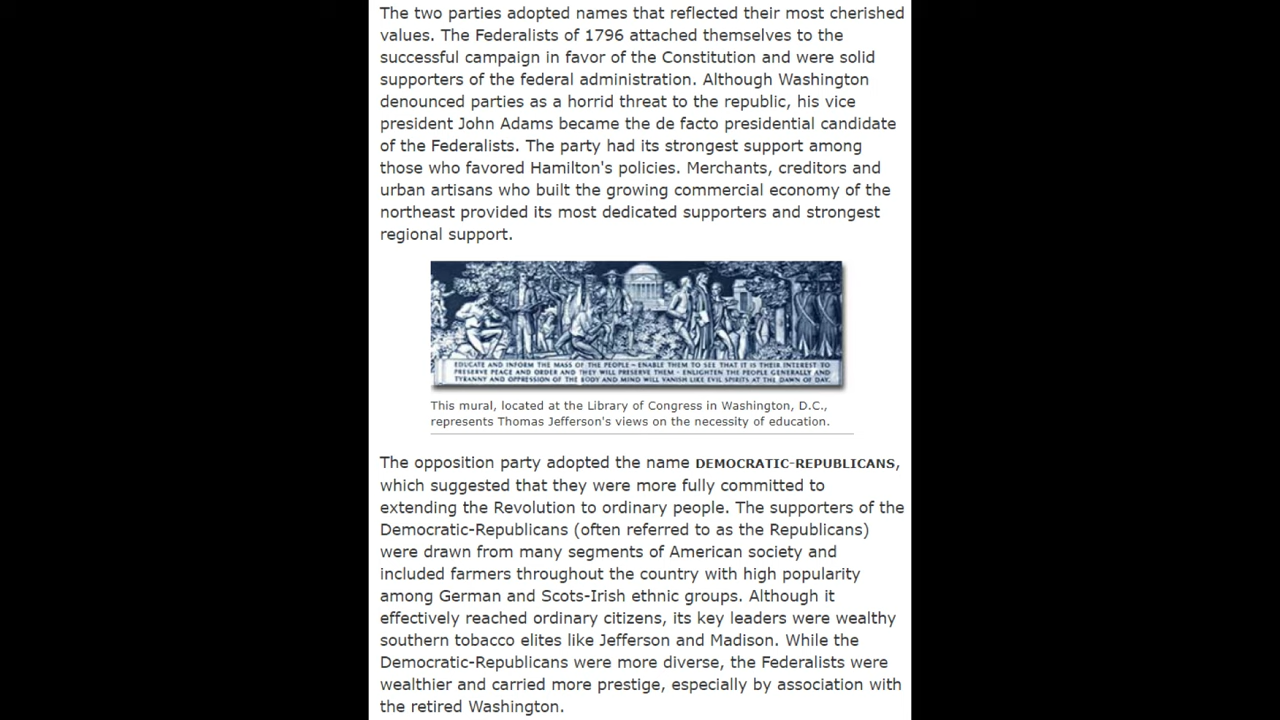 The two parties adopted names that reflected their most cherished
values. The Federalists of 1796 attached themselves to the
successful campaign in favor of the Constitution and were solid
supporters of the federal administration. Although Washington
denounced parties as a horrid threat to the republic, his vice
president John Adams became the de facto presidential candidate
of the Federalists. The party had its strongest support among
those who favored Hamilton's policies. Merchants, creditors and
urban artisans who built the growing commercial economy of the
northeast provided its most dedicated supporters and strongest
regional support.
EDUCATE AND INFORM THE MASS OF THE PEOPLE - ENABLE THEM TO SEE THAT IT IS THEIR INTEREST TO
PRESERVE PEACE AND ORDER AND THEY WILL PRESERVE THEM - ENLIGHTEN THE PEOPLE GENERALLY AND
TYRANNY AND OPPRESSION OF THE BODY AND MIND WILL VANISH LIKE EVIL SPIRITS AT THE DAWN OF DAY.
This mural, located at the Library of Congress in Washington, D.C.,
represents Thomas Jefferson's views on the necessity of education.
The opposition party adopted the name DEMOCRATIC-REPUBLICANS,
which suggested that they were more fully committed to
extending the Revolution to ordinary people. The supporters of the
Democratic-Republicans (often referred to as the Republicans)
were drawn from many segments of American society and
included farmers throughout the country with high popularity
among German and Scots-Irish ethnic groups. Although it
effectively reached ordinary citizens, its key leaders were wealthy
southern tobacco elites like Jefferson and Madison. While the
Democratic-Republicans were more diverse, the Federalists were
wealthier and carried more prestige, especially by association with
the retired Washington.